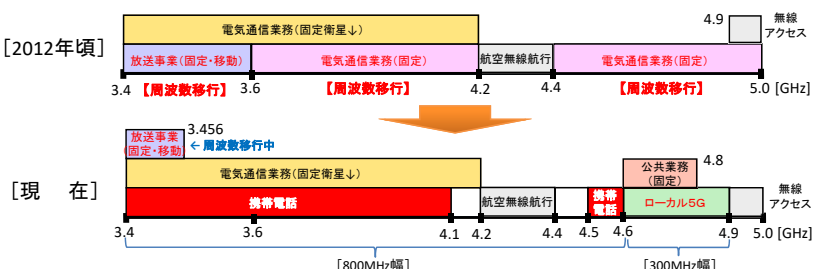 電気通信業務(固定衛星↓)
4.9
無線
アクセス
[2012年頃]
放送事業(固定・移動)
電気通信業務(固定)
航空無線航行
電気通信業務(固定)
3.4
【周波数移行】
3.6
【周波数移行】
4.2
4.4
【周波数移行】
5.0 [GHz]
放送事業
(固定・移動)
3.456
← 周波数移行中
電気通信業務(固定衛星↓)
公共業務
(固定)
4.8
[現 在]
携帯電話
航空無線航行
携帯
電話
ローカル5G
無線
アクセス
3.4
3.6
4.1
4.2
4.4
4.5
4.6
4.9
5.0 [GHz]
[800MHz幅]
[300MHz幅]